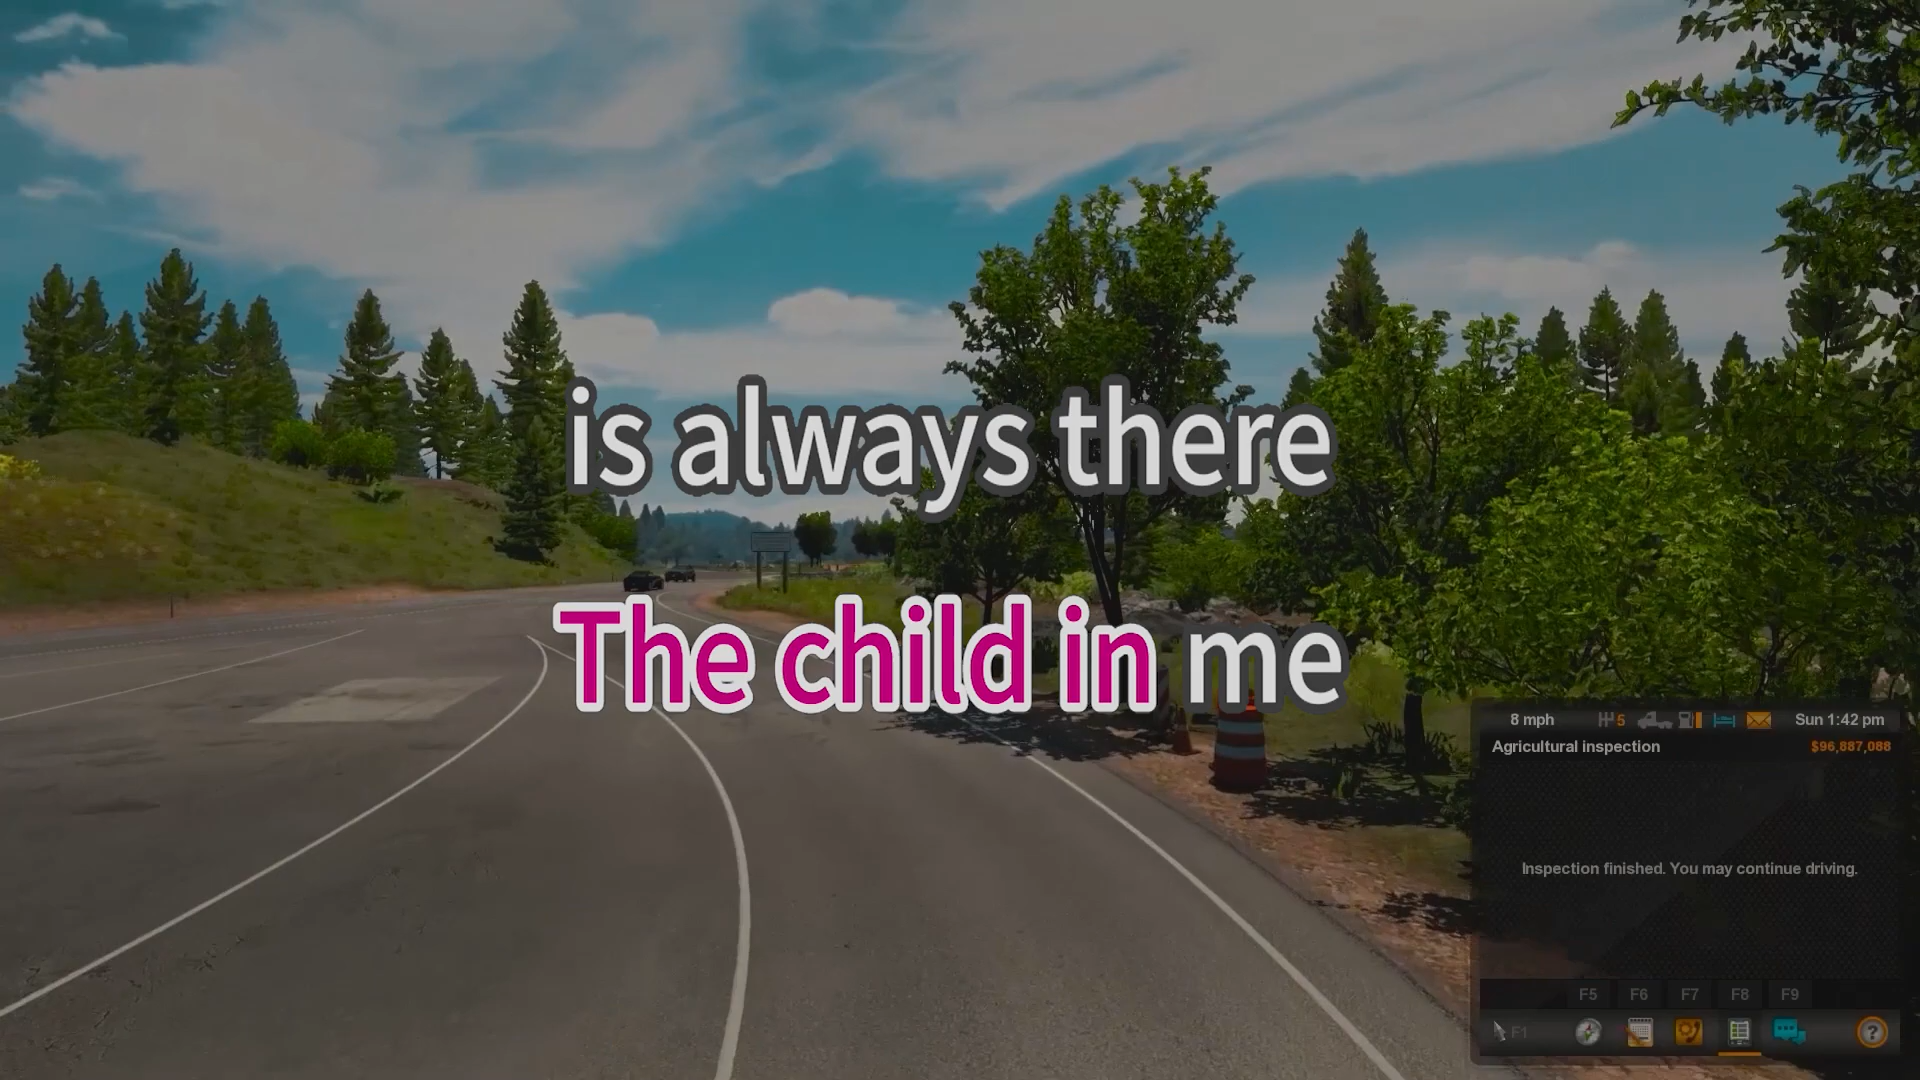 is always there
The child in me
8 mph 5 Sun 1:42 pm
Agricultural inspection $96,887,088
Inspection finished. You may continue driving.
F5 F6 F7 F8 F9
F1 ?